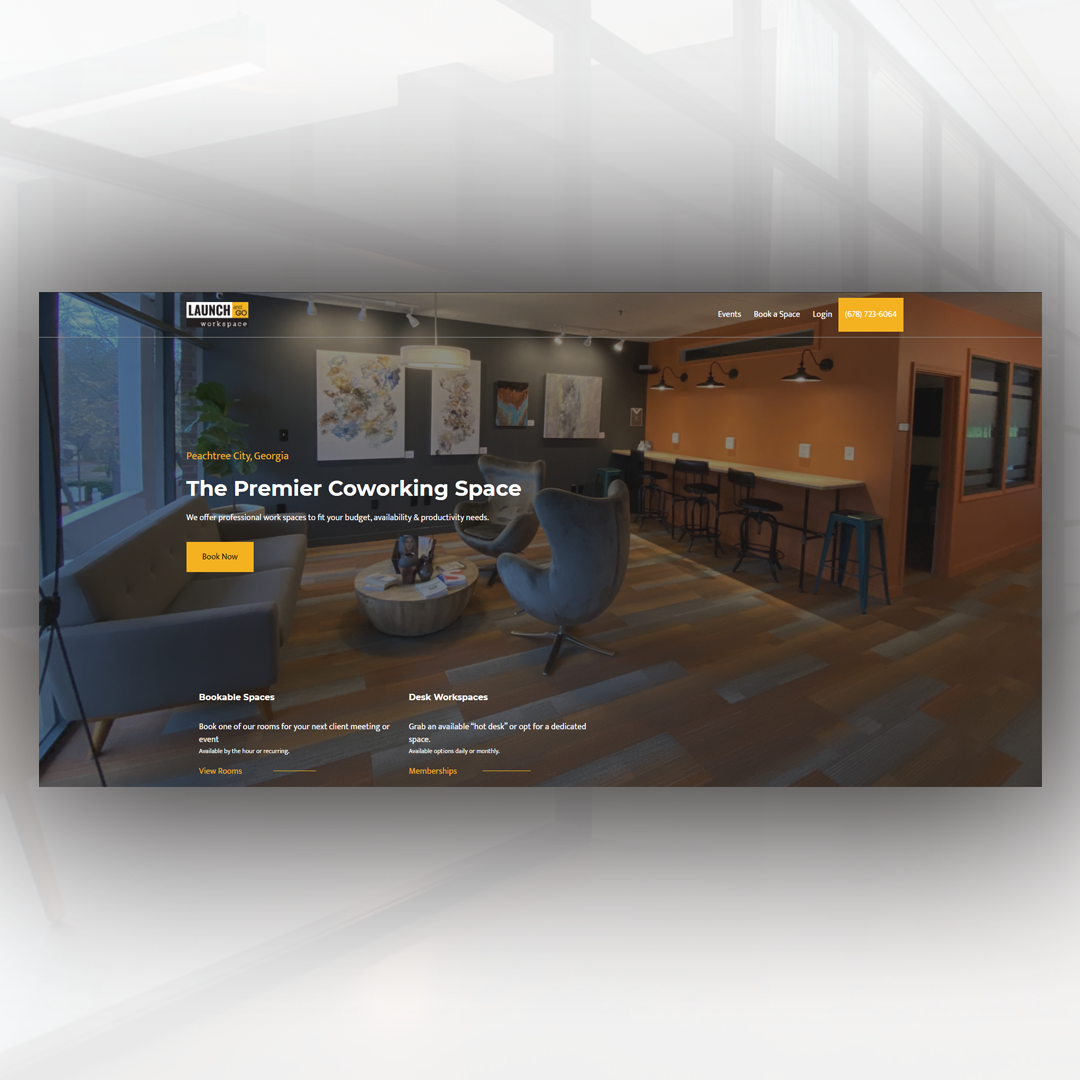 LAUNCH and GO
workspace
Events Book a Space Login (678) 723-6064
Peachtree City, Georgia
The Premier Coworking Space
We offer professional work spaces to fit your budget, availability & productivity needs.
Book Now
Bookable Spaces
Book one of our rooms for your next client meeting or
event
Available by the hour or recurring.
View Rooms
Desk Workspaces
Grab an available “hot desk” or opt for a dedicated
space.
Available options daily or monthly.
Memberships